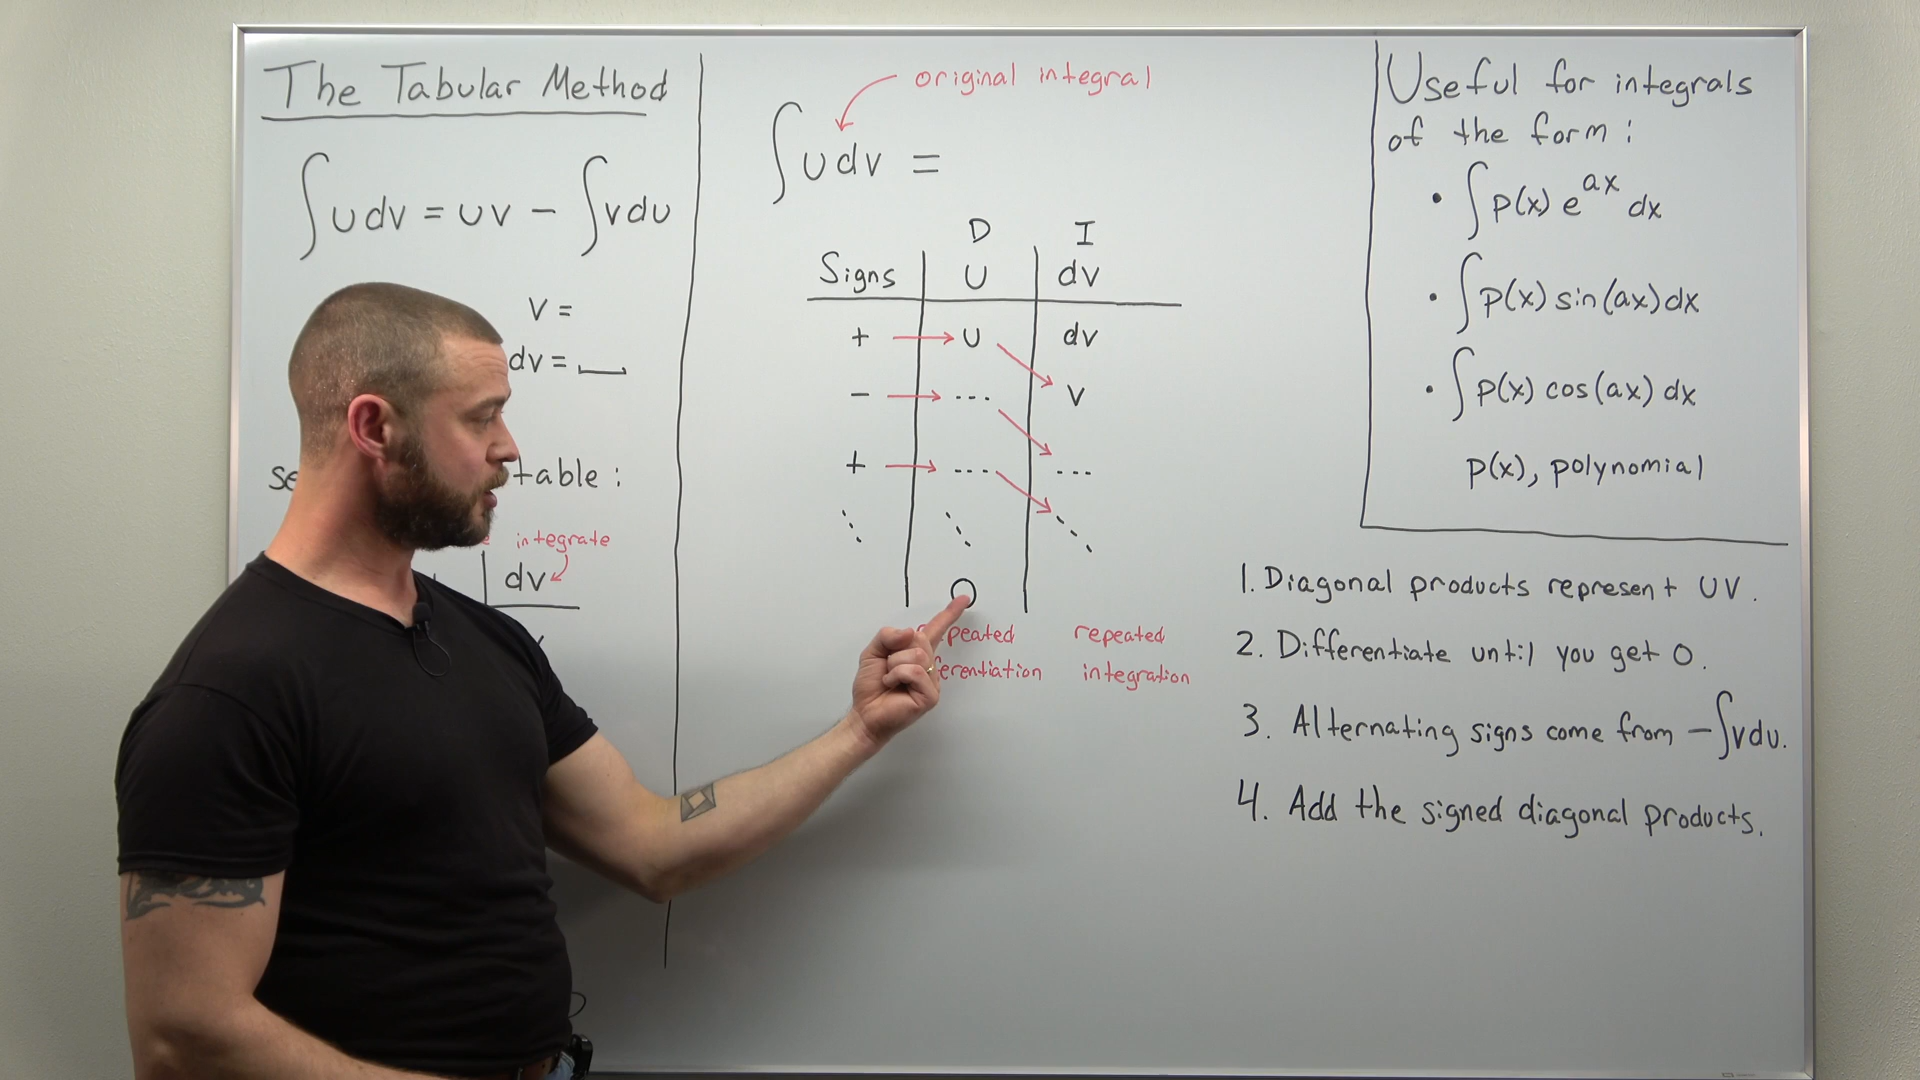 The Tabular Method
∫udv = uv - ∫vdu
v =
dv =
table :
integrate
dv
original integral
∫udv =
D I
Signs U dv
+ U dv
- --- v
+ ---- ---
0
repeated
repeated
integration
Useful for integrals
of the form :
• ∫p(x) e^ax dx
• ∫p(x) sin(ax) dx
• ∫p(x) cos(ax) dx
p(x), polynomial
1. Diagonal products represent UV.
2. Differentiate until you get 0.
3. Alternating signs come from -∫vdu.
4. Add the signed diagonal products.